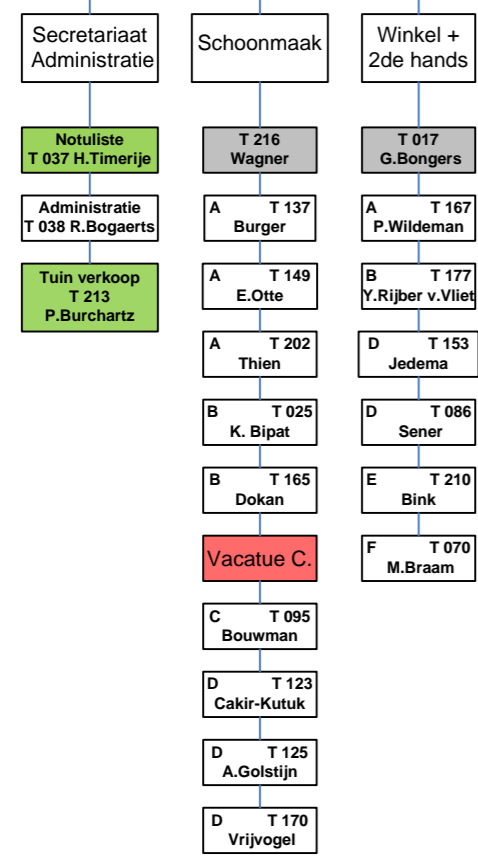 Secretariaat
Administratie
Notuliste
T 037 H.Timerije
Administratie
T 038 R.Bogaerts
Tuin verkoop
T 213
P.Burchartz
Schoonmaak
T 216
Wagner
A T 137
Burger
A T 149
E.Otte
A T 202
Thien
B T 025
K. Bipat
B T 165
Dokan
Vacatue C.
C T 095
Bouwman
D T 123
Cakir-Kutuk
D T 125
A.Golstijn
D T 170
Vrijvogel
Winkel +
2de hands
T 017
G.Bongers
A T 167
P.Wildeman
B T 177
Y.Rijber v.Vliet
D T 153
Jedema
D T 086
Sener
E T 210
Bink
F T 070
M.Braam